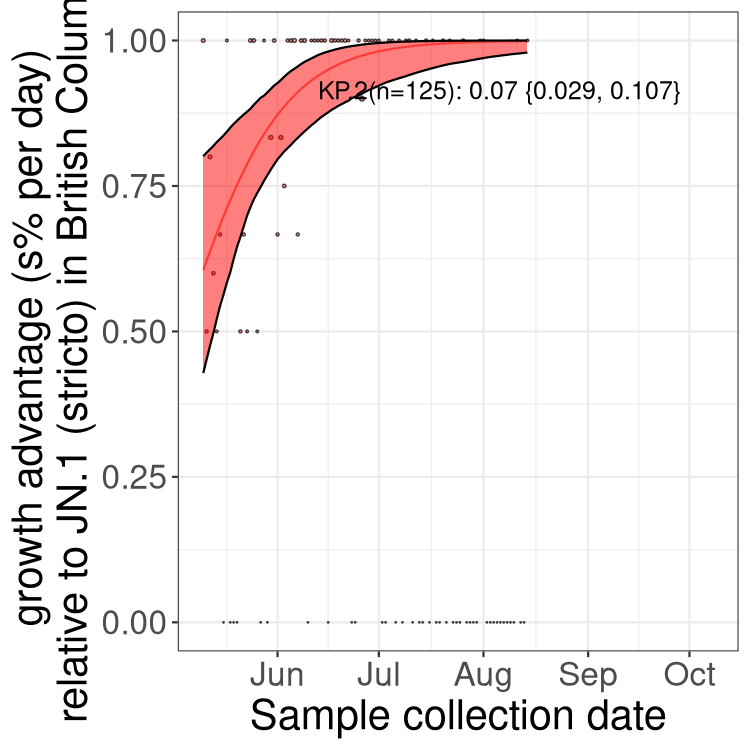 growth advantage (s% per day)
relative to JN.1 (stricto) in British Colum
1.00
0.75
0.50
0.25
0.00
KP.2(n=125): 0.07 {0.029, 0.107}
Jun Jul Aug Sep Oct
Sample collection date